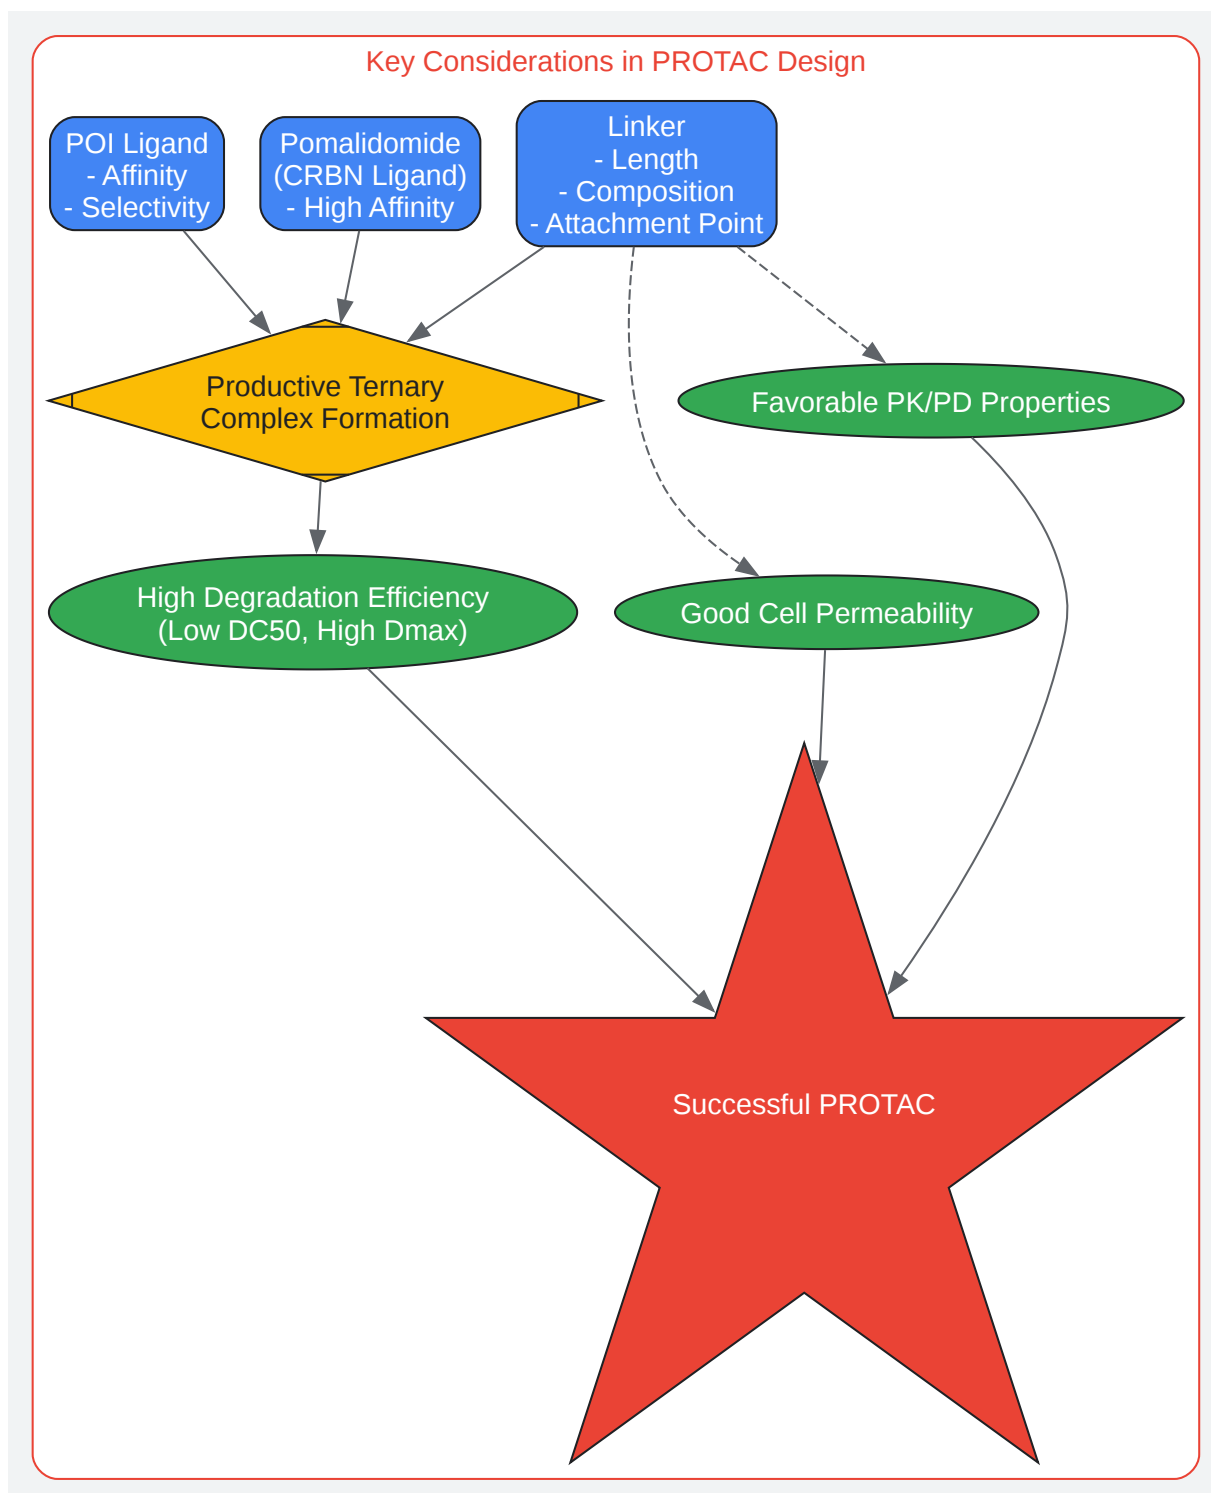 Key Considerations in PROTAC Design
POI Ligand
- Affinity
- Selectivity
Pomalidomide
(CRBN Ligand)
- High Affinity
Linker
- Length
- Composition
- Attachment Point
Productive Ternary
Complex Formation
Favorable PK/PD Properties
High Degradation Efficiency
(Low DC50, High Dmax)
Good Cell Permeability
Successful PROTAC